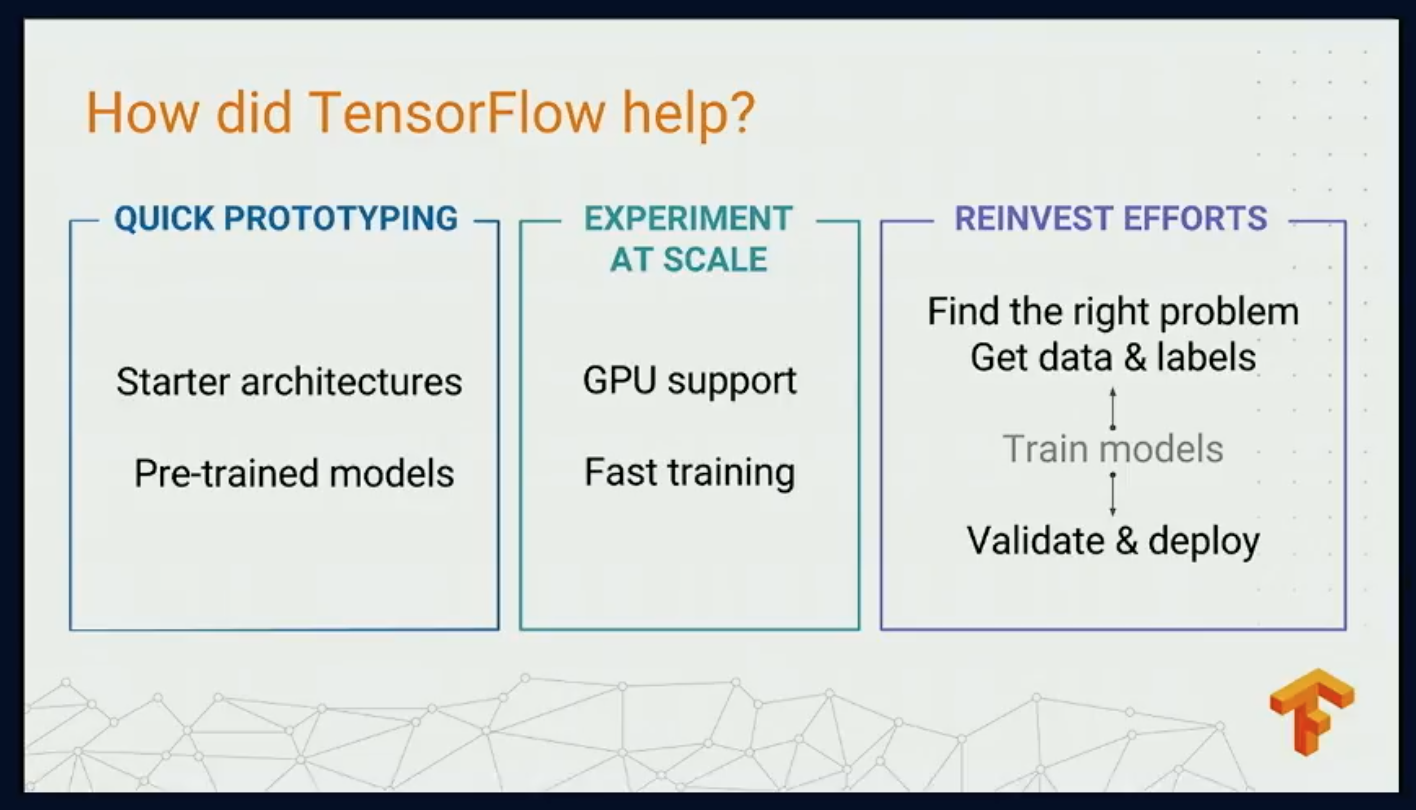 How did TensorFlow help?
QUICK PROTOTYPING
Starter architectures
Pre-trained models
EXPERIMENT
AT SCALE
GPU support
Fast training
REINVEST EFFORTS
Find the right problem
Get data & labels
Train models
Validate & deploy